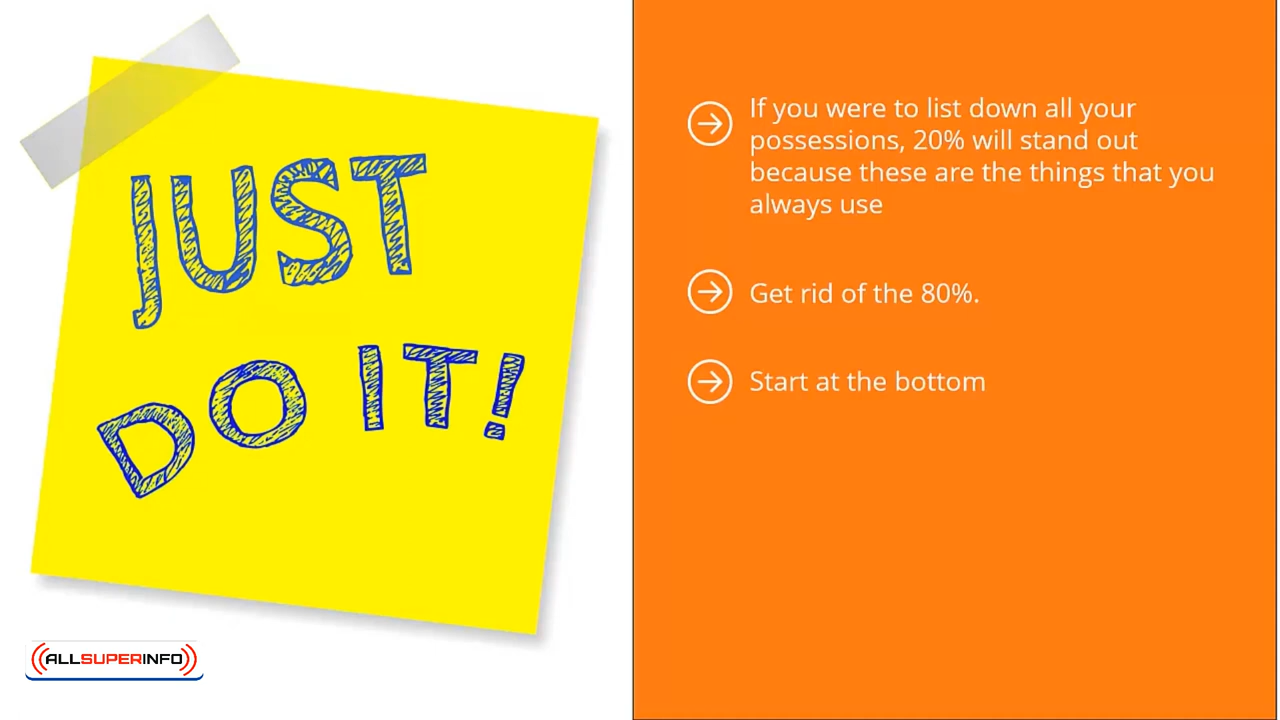 JUST
DO IT!
If you were to list down all your
possessions, 20% will stand out
because these are the things that you
always use
Get rid of the 80%.
Start at the bottom
ALLSUPERINFO